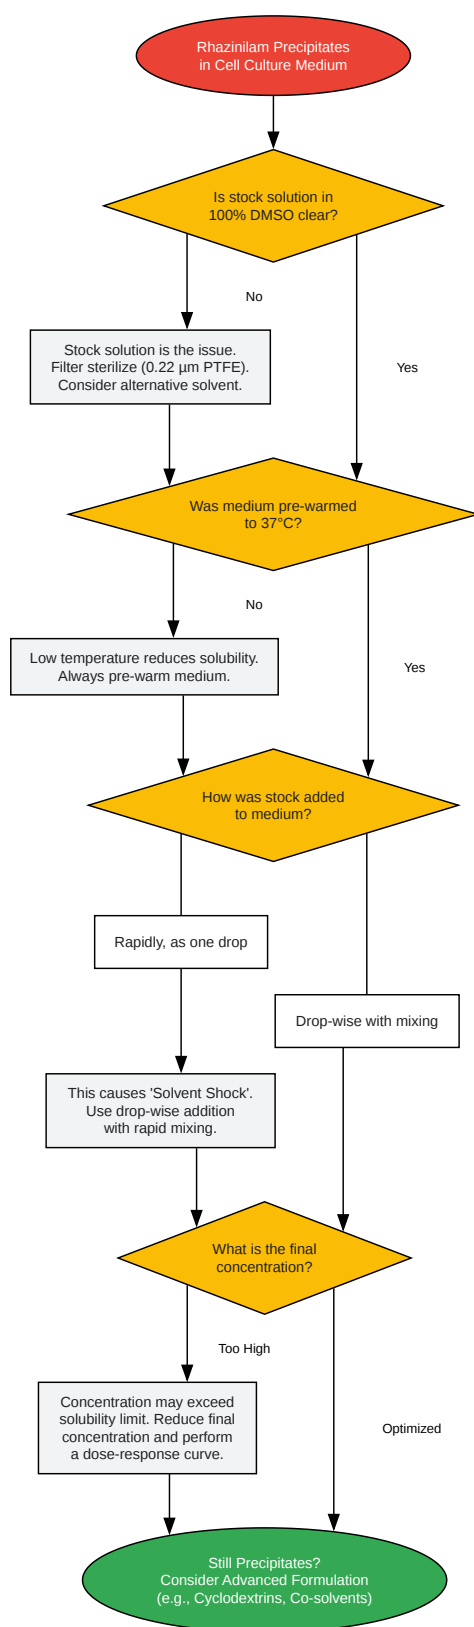 Rhazinilam Precipitates
in Cell Culture Medium
Is stock solution in
100% DMSO clear?
No
Stock solution is the issue.
Filter sterilize (0.22 µm PTFE).
Consider alternative solvent.
Yes
Was medium pre-warmed
to 37°C?
No
Low temperature reduces solubility.
Always pre-warm medium.
Yes
How was stock added
to medium?
Rapidly, as one drop
Drop-wise with mixing
This causes 'Solvent Shock'.
Use drop-wise addition
with rapid mixing.
What is the final
concentration?
Too High
Concentration may exceed
solubility limit. Reduce final
concentration and perform
a dose-response curve.
Optimized
Still Precipitates?
Consider Advanced Formulation
(e.g., Cyclodextrins, Co-solvents)